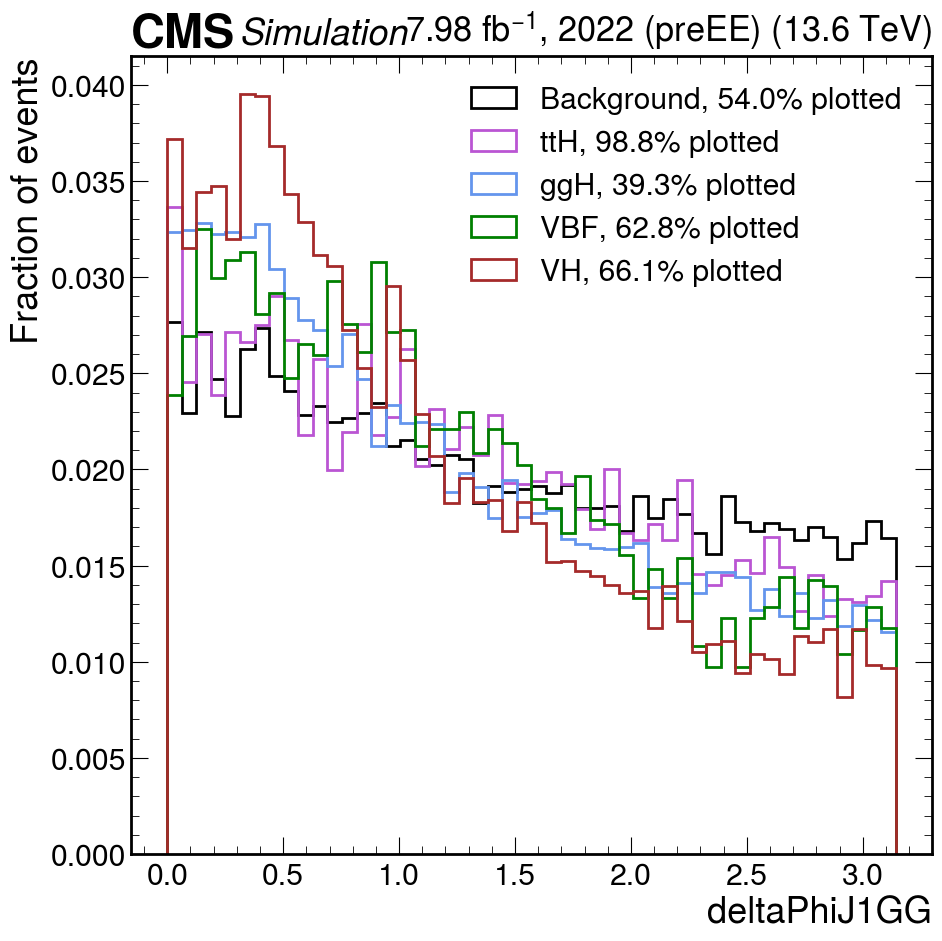 CMS Simulation 7.98 fb⁻¹, 2022 (preEE) (13.6 TeV)
Fraction of events
0.040
0.035
0.030
0.025
0.020
0.015
0.010
0.005
0.000
Background, 54.0% plotted
ttH, 98.8% plotted
ggH, 39.3% plotted
VBF, 62.8% plotted
VH, 66.1% plotted
0.0 0.5 1.0 1.5 2.0 2.5 3.0
deltaPhiJ1GG